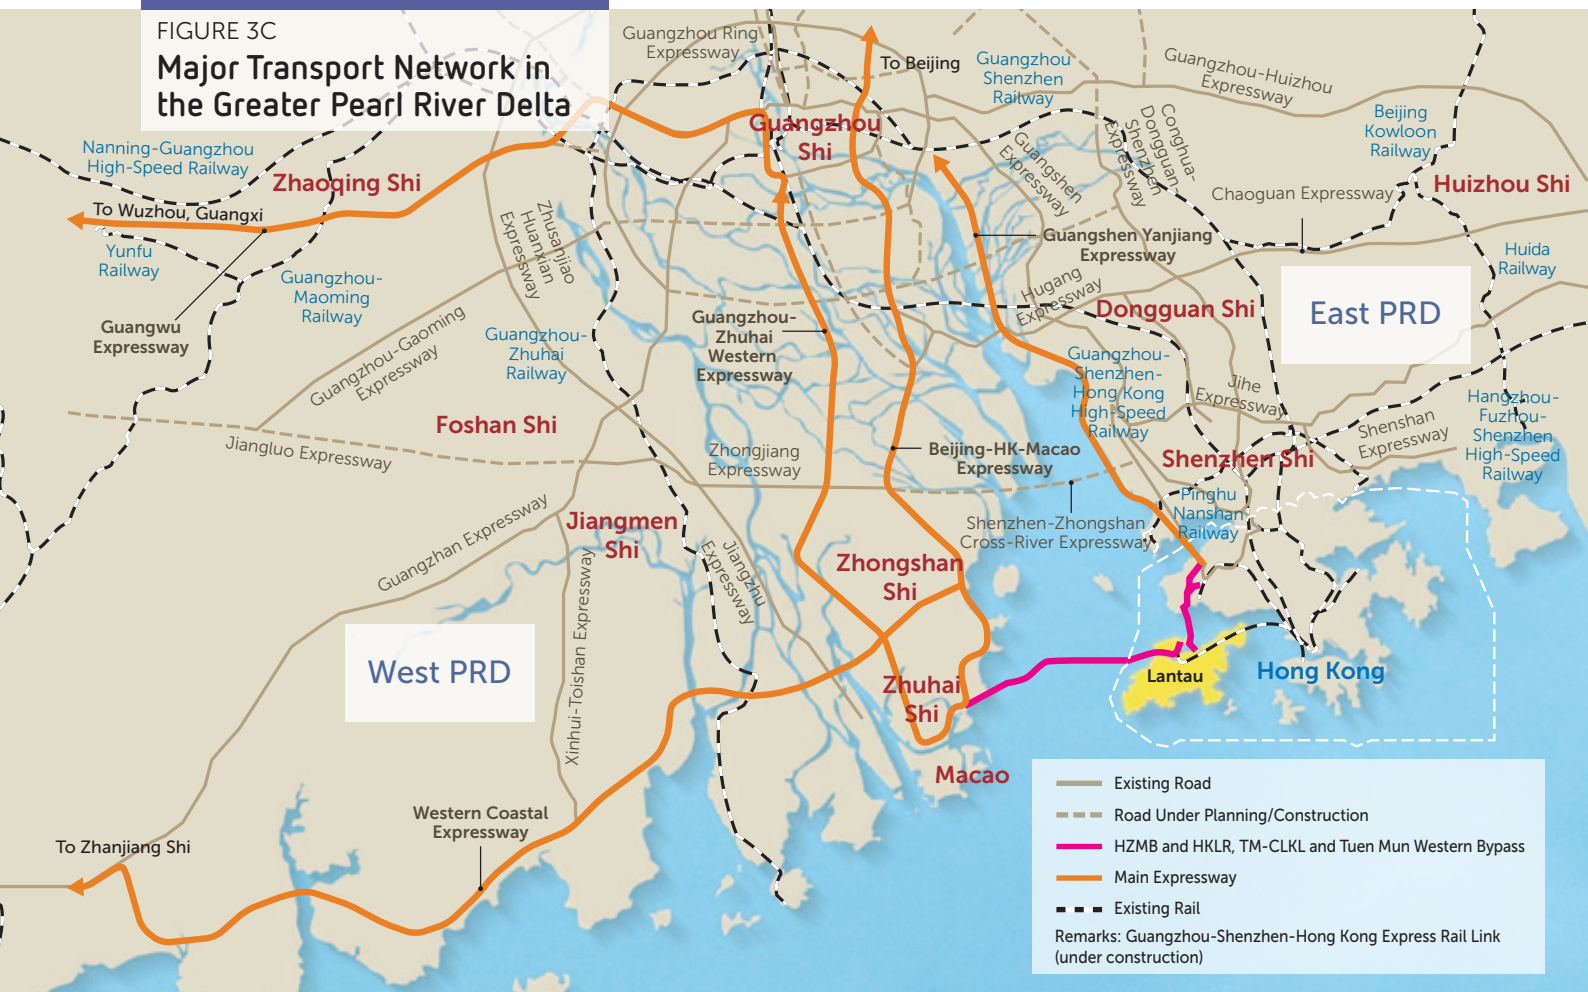 FIGURE 3C
Major Transport Network in
the Greater Pearl River Delta
Guangzhou Ring
Expressway
To Beijing
Guangzhou
Shenzhen
Railway
Guangzhou-Huizhou
Expressway
Beijing
Kowloon
Railway
Nanning-Guangzhou
High-Speed Railway
Zhaoqing Shi
Guangzhou
Shi
Guangshen
Expressway
Conghua-
Dongguan-
Shenzhen
Expressway
Chaoguan Expressway
Huizhou Shi
To Wuzhou, Guangxi
Yunfu
Railway
Zhusanjiao
Huanxian
Expressway
Guangshen Yanjiang
Expressway
Huida
Railway
Guangzhou-
Maoming
Railway
Hugang
Expressway
Dongguan Shi
East PRD
Guangwu
Expressway
Guangzhou-Gaoming
Expressway
Guangzhou-
Zhuhai
Railway
Guangzhou-
Zhuhai
Western
Expressway
Guangzhou-
Shenzhen-
Hong Kong
High-Speed
Railway
Jihe
Expressway
Hangzhou-
Fuzhou-
Shenzhen
High-Speed
Railway
Foshan Shi
Jiangluo Expressway
Zhongjiang
Expressway
Beijing-HK-Macao
Expressway
Shenshan
Expressway
Shenzhen Shi
Pinghu
Nanshan
Railway
Guangzhan Expressway
Jiangmen
Shi
Shenzhen-Zhongshan
Cross-River Expressway
Jiangzhu
Expressway
Zhongshan
Shi
Xinhui-Toishan Expressway
West PRD
Zhuhai
Shi
Lantau
Hong Kong
Macao
Western Coastal
Expressway
To Zhanjiang Shi
Existing Road
Road Under Planning/Construction
HZMB and HKLR, TM-CLKL and Tuen Mun Western Bypass
Main Expressway
Existing Rail
Remarks: Guangzhou-Shenzhen-Hong Kong Express Rail Link
(under construction)